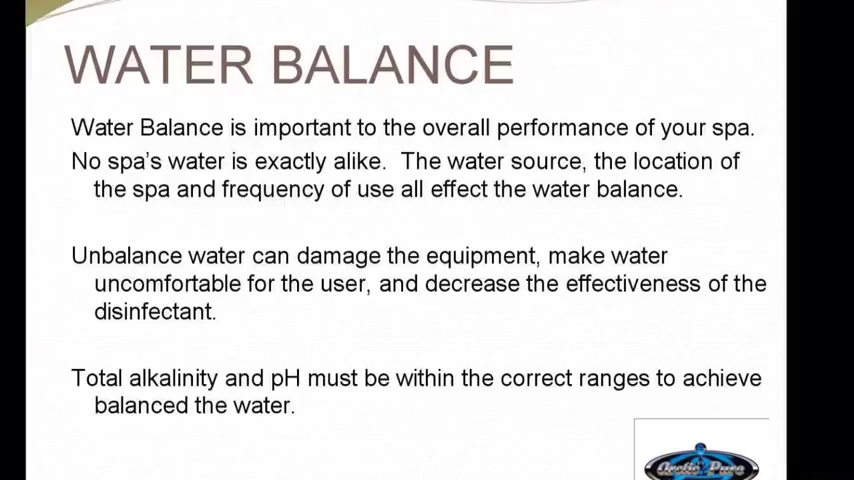 WATER BALANCE
Water Balance is important to the overall performance of your spa.
No spa's water is exactly alike. The water source, the location of
the spa and frequency of use all effect the water balance.
Unbalance water can damage the equipment, make water
uncomfortable for the user, and decrease the effectiveness of the
disinfectant.
Total alkalinity and pH must be within the correct ranges to achieve
balanced the water.
Arctic Pure